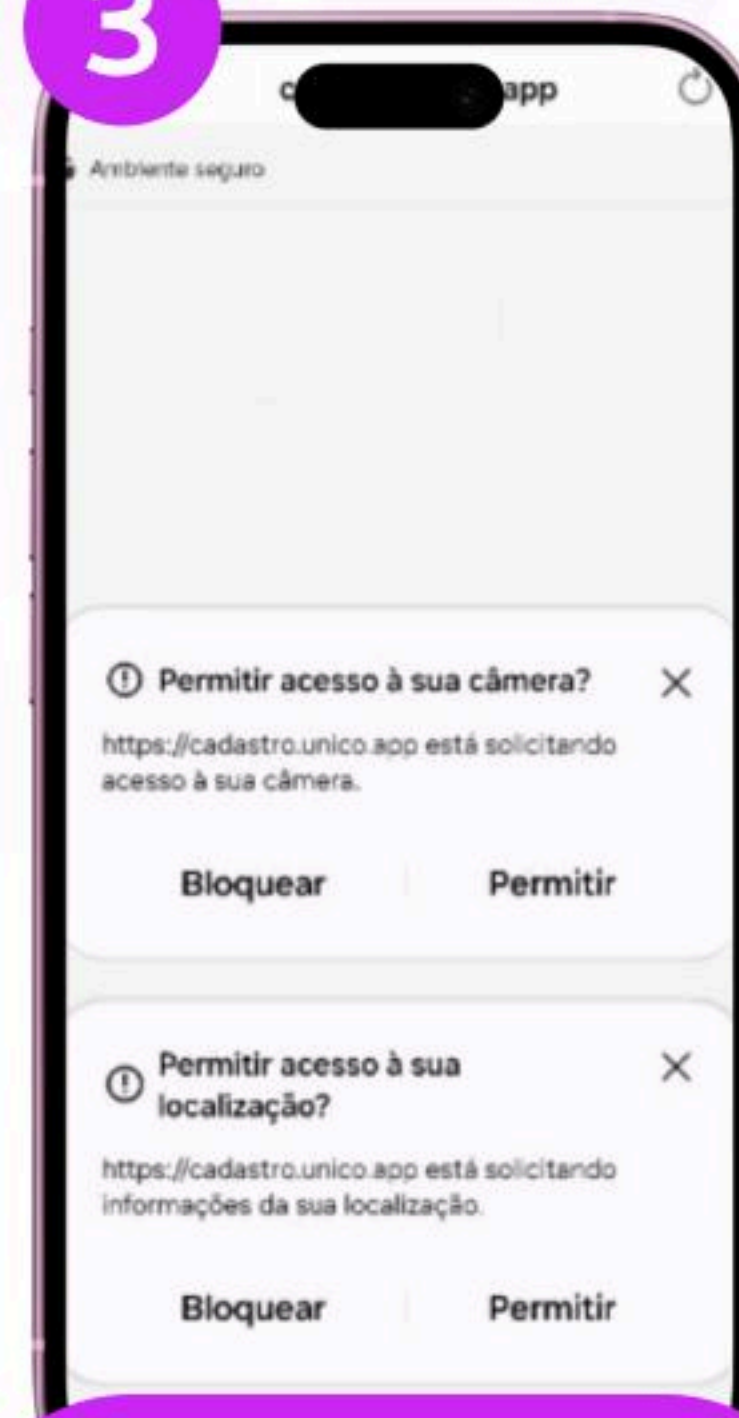 3
app
Ambiente seguro
Permitir acesso à sua câmera?
https://cadastro.unico.app está solicitando
acesso à sua câmera.
Bloquear Permitir
Permitir acesso à sua
localização?
https://cadastro.unico.app está solicitando
informações da sua localização.
Bloquear Permitir